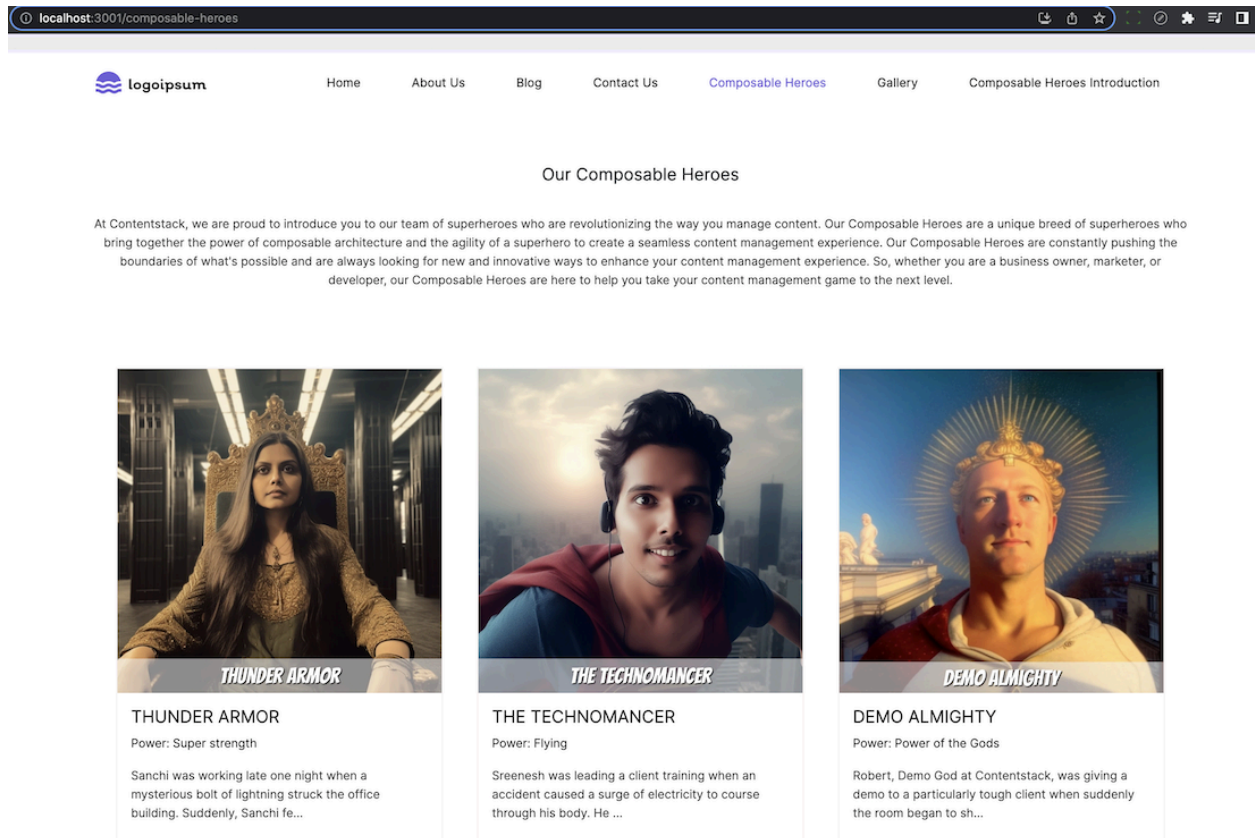 localhost:3001/composable-heroes
logoipsum
Home About Us Blog Contact Us Composable Heroes Gallery Composable Heroes Introduction
Our Composable Heroes
At Contentstack, we are proud to introduce you to our team of superheroes who are revolutionizing the way you manage content. Our Composable Heroes are a unique breed of superheroes who
bring together the power of composable architecture and the agility of a superhero to create a seamless content management experience. Our Composable Heroes are constantly pushing the
boundaries of what's possible and are always looking for new and innovative ways to enhance your content management experience. So, whether you are a business owner, marketer, or
developer, our Composable Heroes are here to help you take your content management game to the next level.
THUNDER ARMOR
THUNDER ARMOR
Power: Super strength
Sanchi was working late one night when a
mysterious bolt of lightning struck the office
building. Suddenly, Sanchi fe...
THE TECHNOMANCER
THE TECHNOMANCER
Power: Flying
Sreenesh was leading a client training when an
accident caused a surge of electricity to course
through his body. He ...
DEMO ALMIGHTY
DEMO ALMIGHTY
Power: Power of the Gods
Robert, Demo God at Contentstack, was giving a
demo to a particularly tough client when suddenly
the room began to sh...